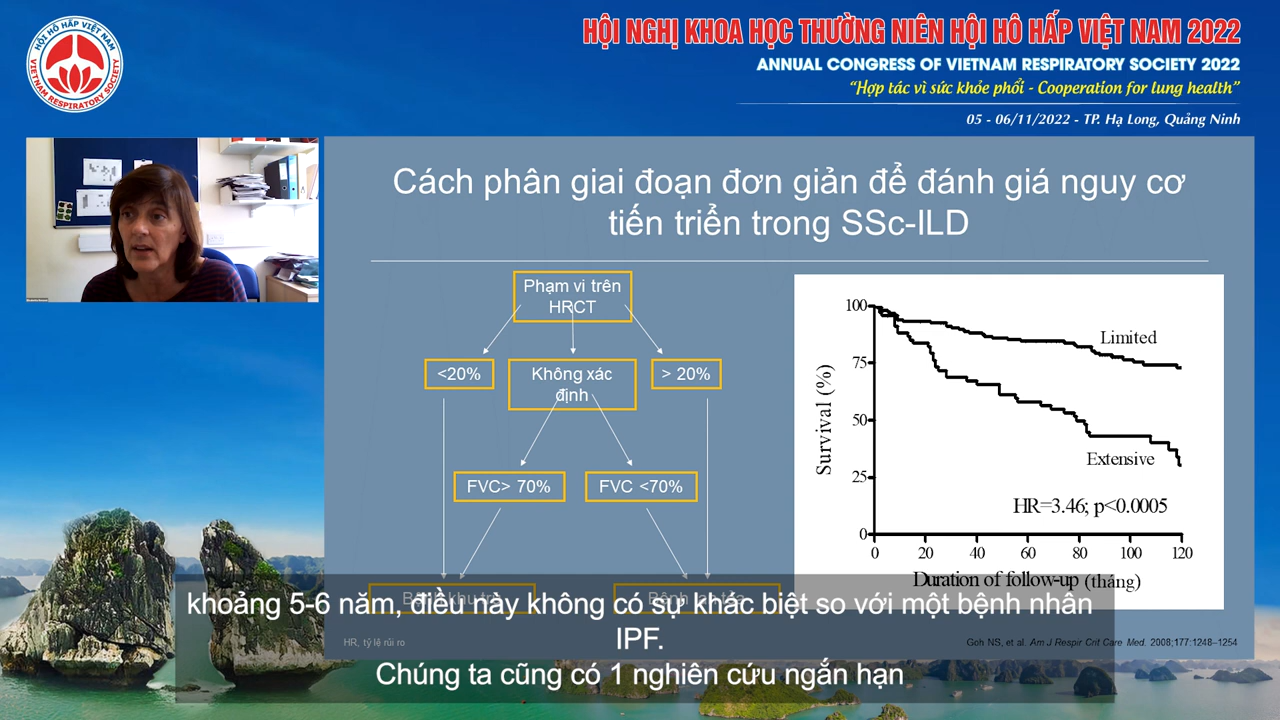 HỘI HÔ HẤP VIỆT NAM
VIETNAM RESPIRATORY SOCIETY
HỘI NGHỊ KHOA HỌC THƯỜNG NIÊN HỘI HÔ HẤP VIỆT NAM 2022
ANNUAL CONGRESS OF VIETNAM RESPIRATORY SOCIETY 2022
“Hợp tác vì sức khỏe phổi - Cooperation for lung health”
05 - 06/11/2022 - TP. Hạ Long, Quảng Ninh
Cách phân giai đoạn đơn giản để đánh giá nguy cơ
tiến triển trong SSc-ILD
Phạm vi trên
HRCT
<20%
Không xác
định
> 20%
FVC> 70%
FVC <70%
HR, tỷ lệ rủi ro
100
75
50
25
0
Survival (%)
Limited
Extensive
HR=3.46; p<0.0005
0 20 40 60 80 100 120
Duration of follow-up (tháng)
Goh NS, et al. Am J Respir Crit Care Med. 2008;177:1248–1254.
khoảng 5-6 năm, điều này không có sự khác biệt so với một bệnh nhân
IPF.
Chúng ta cũng có 1 nghiên cứu ngắn hạn